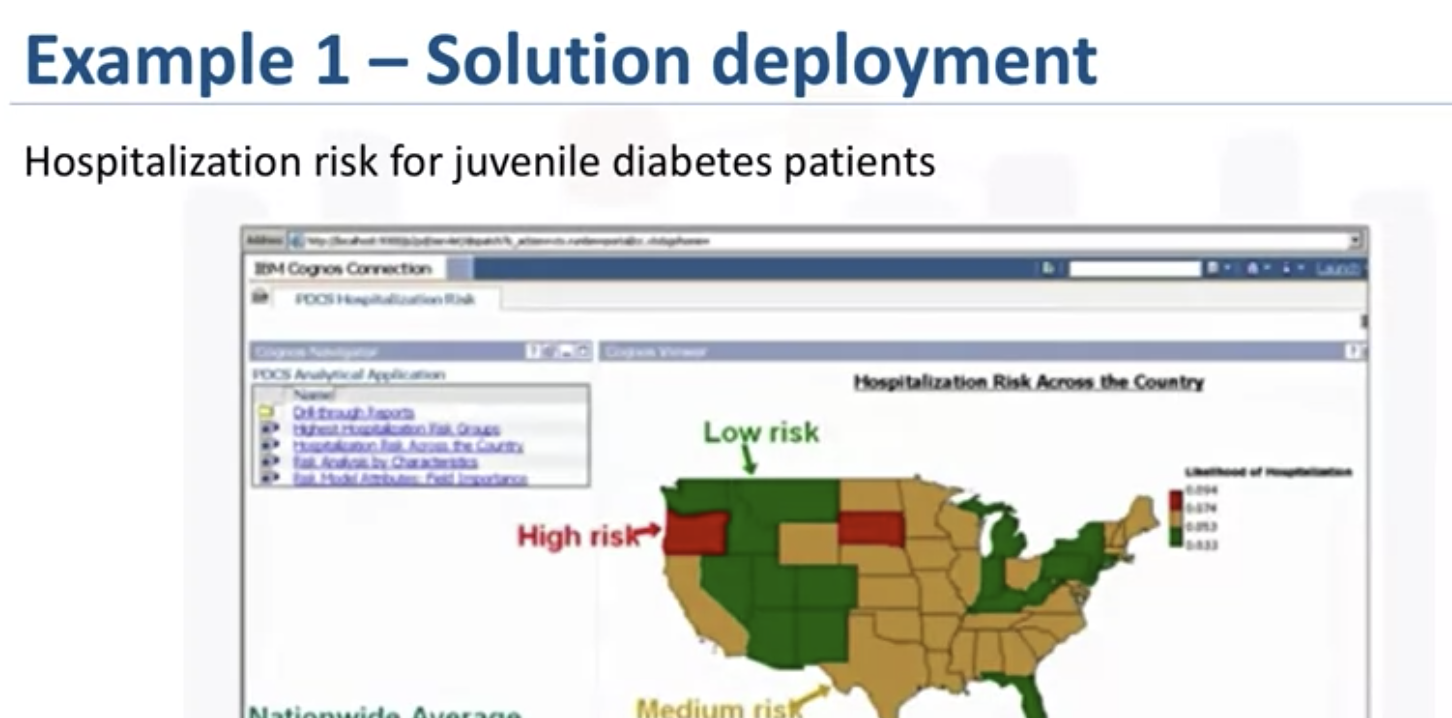 Example 1 – Solution deployment
Hospitalization risk for juvenile diabetes patients
Address
IBM Cognos Connection
Launch
PDCS Hospitalization Risk
Cognos Navigator
Cognos Viewer
PDCS Analytical Application
Name
Drill-through Reports
Highest Hospitalization Risk Groups
Hospitalization Risk Across the Country
Risk Analysis by Characteristics
Risk Model Attributes: Field Importance
Hospitalization Risk Across the Country
Low risk
High risk
Likelihood of Hospitalization
0.094
0.074
0.053
0.033
Medium risk
Nationwide Average